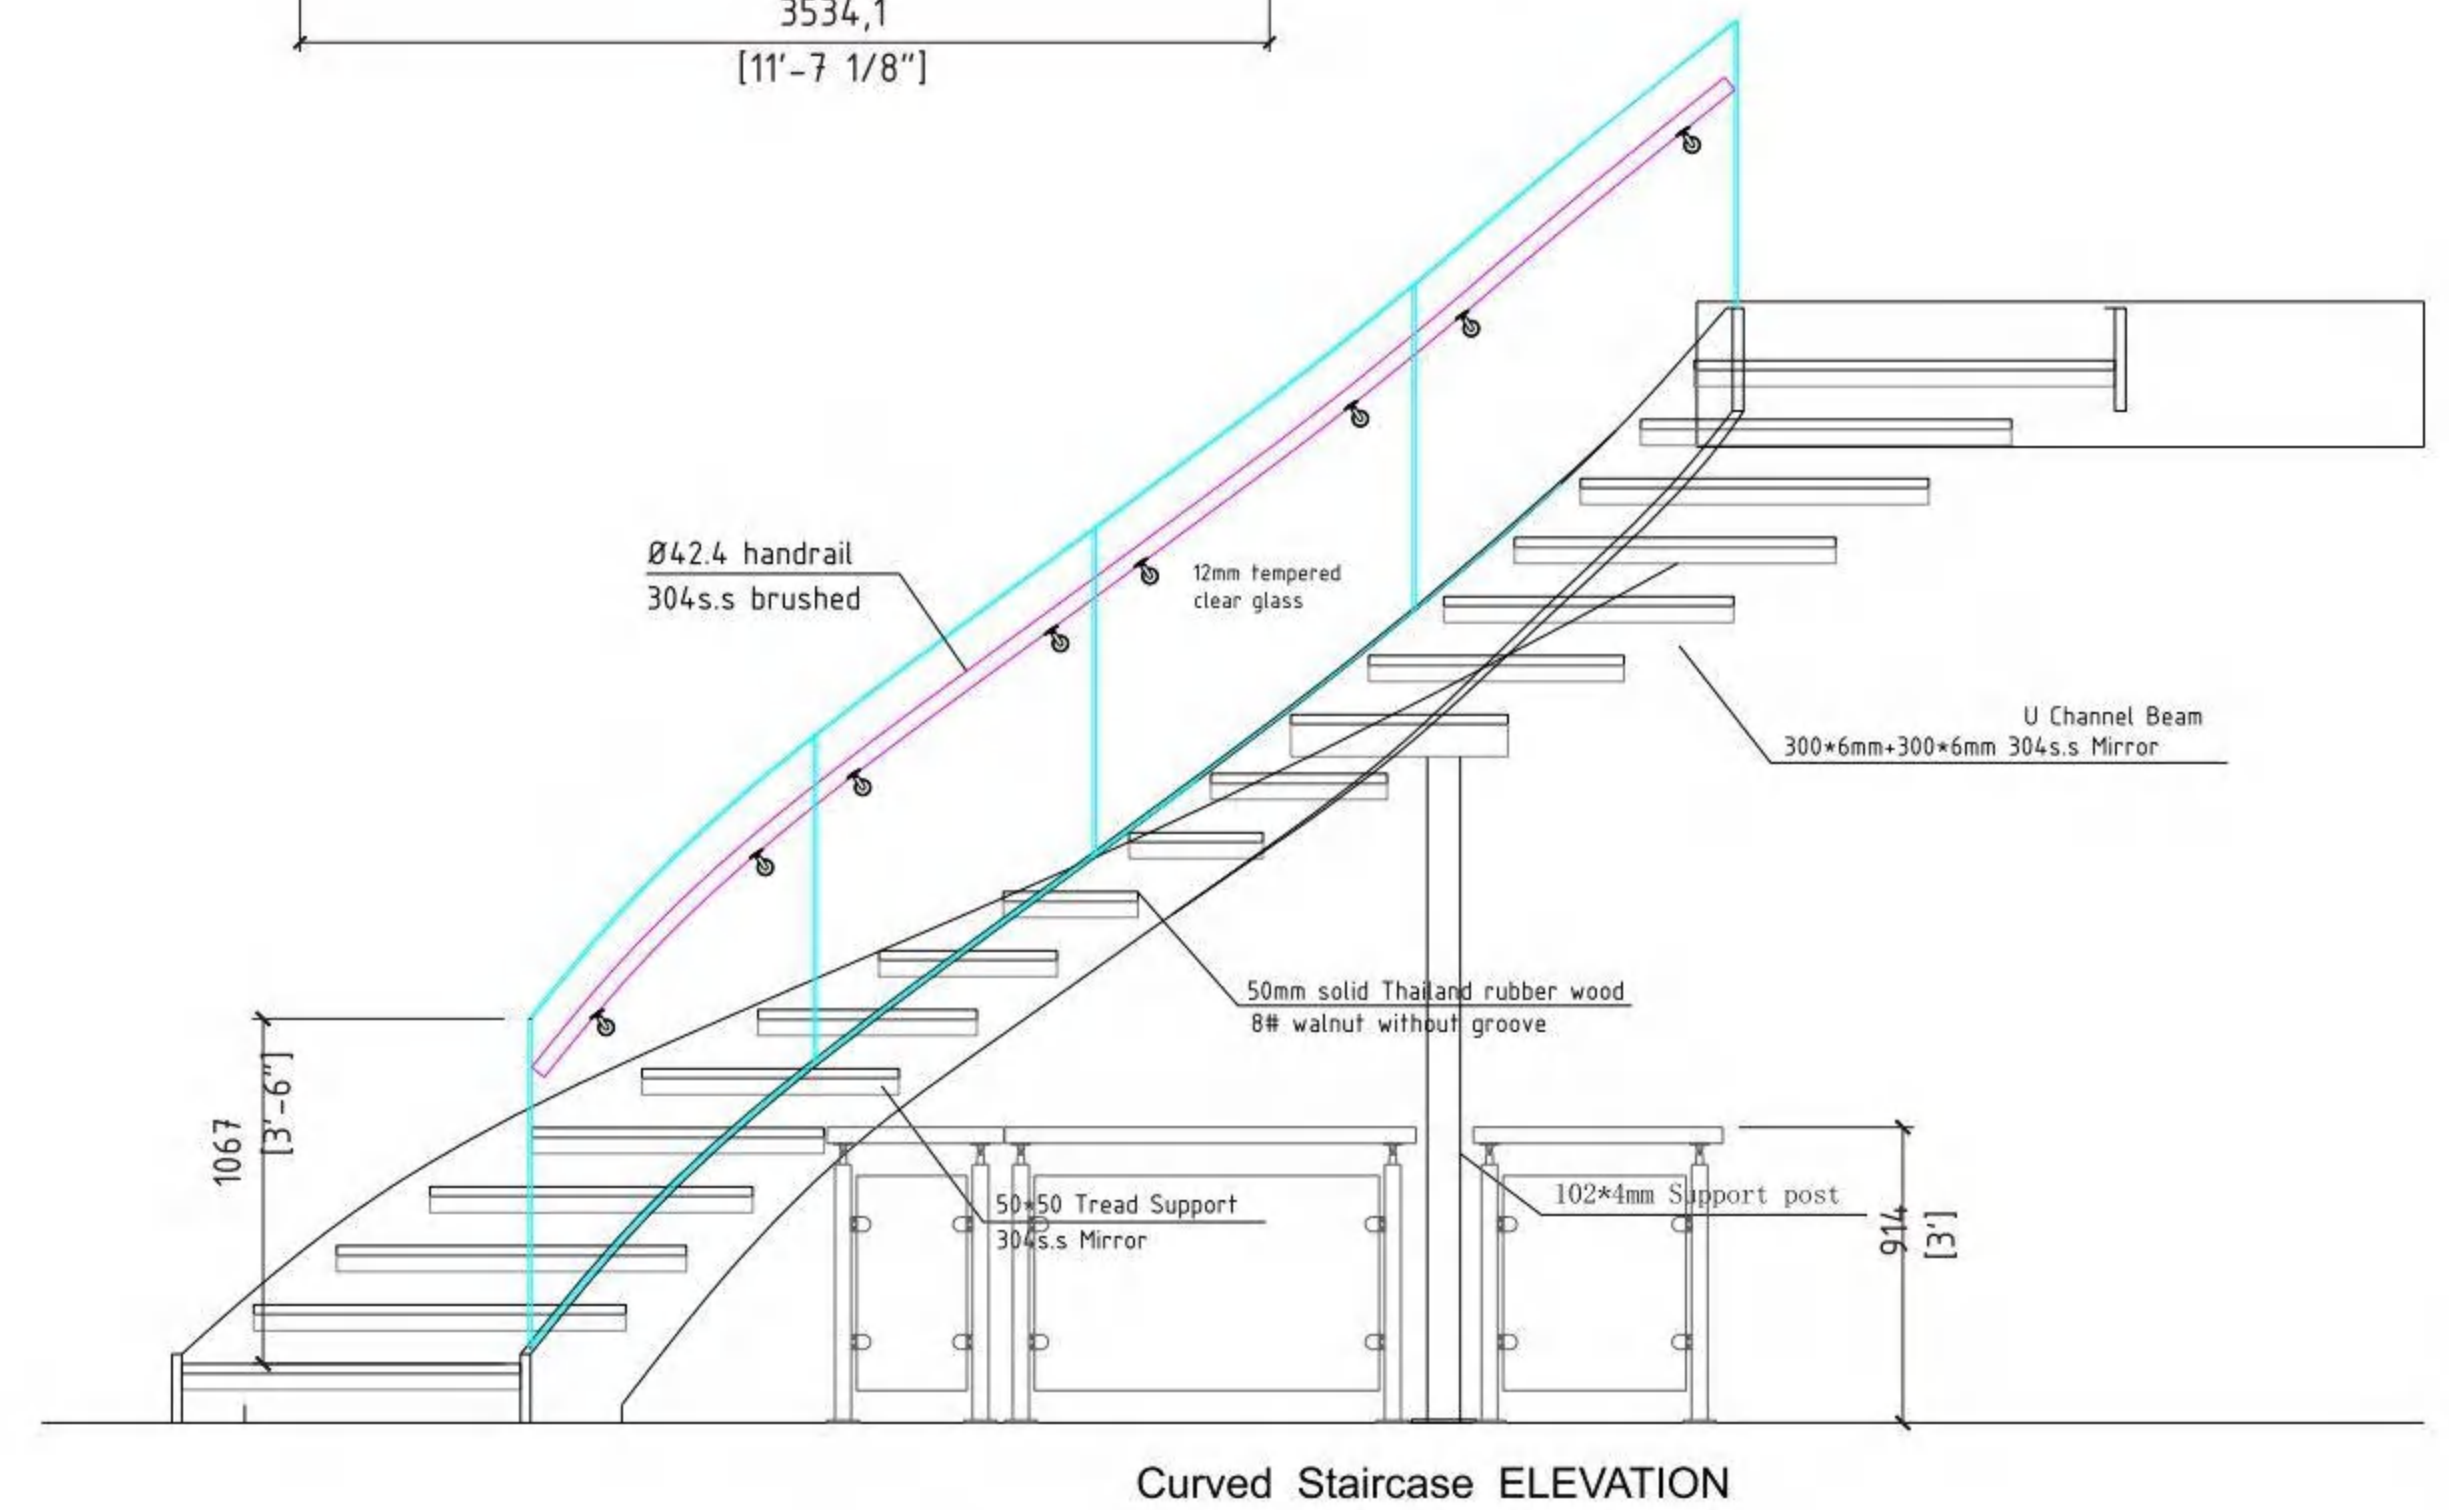 3534,1
[11'-7 1/8"]
Ø42.4 handrail
304s.s brushed
12mm tempered
clear glass
U Channel Beam
300*6mm+300*6mm 304s.s Mirror
50mm solid Thailand rubber wood
8# walnut without groove
1067
[3'-6"]
50*50 Tread Support
304s.s Mirror
102*4mm Support post
914
[3']
Curved Staircase ELEVATION